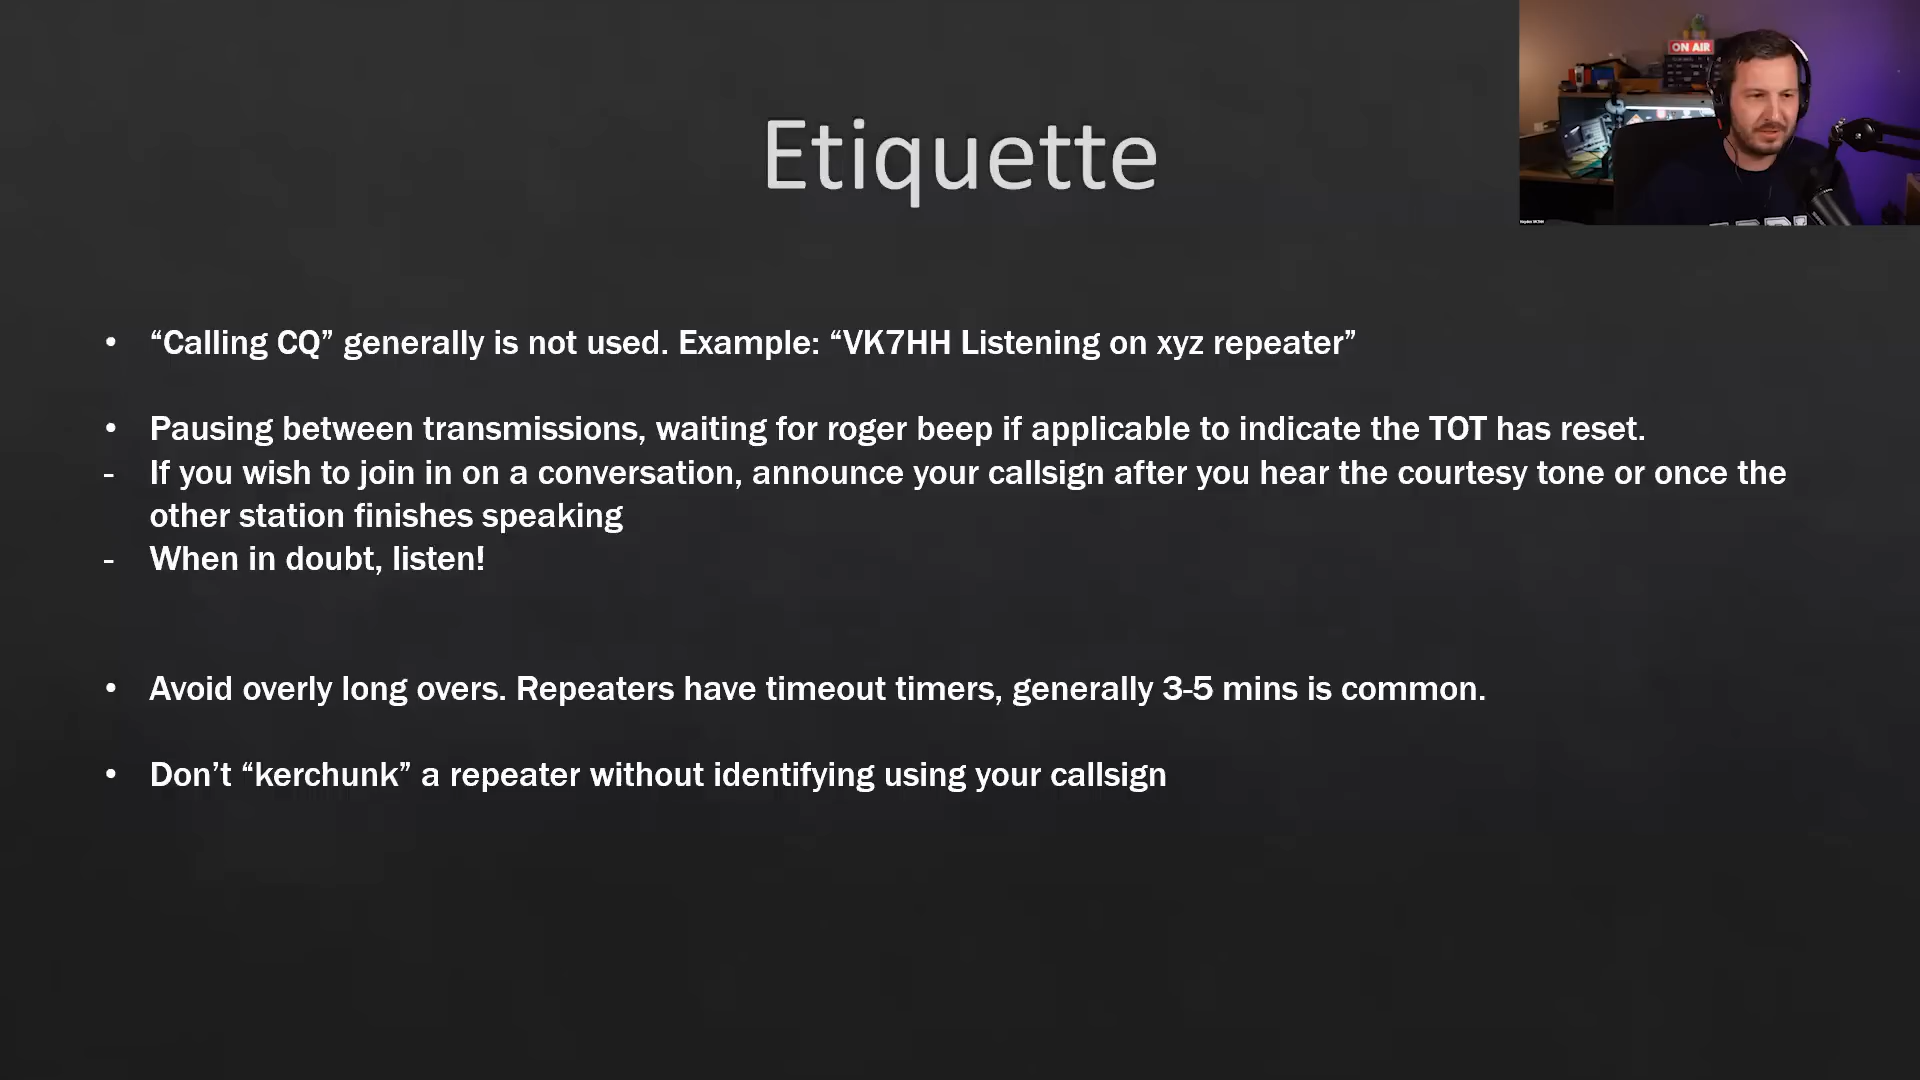 ON AIR
Etiquette
• “Calling CQ” generally is not used. Example: “VK7HH Listening on xyz repeater”
• Pausing between transmissions, waiting for roger beep if applicable to indicate the TOT has reset.
- If you wish to join in on a conversation, announce your callsign after you hear the courtesy tone or once the
other station finishes speaking
- When in doubt, listen!
• Avoid overly long overs. Repeaters have timeout timers, generally 3-5 mins is common.
• Don’t “kerchunk” a repeater without identifying using your callsign